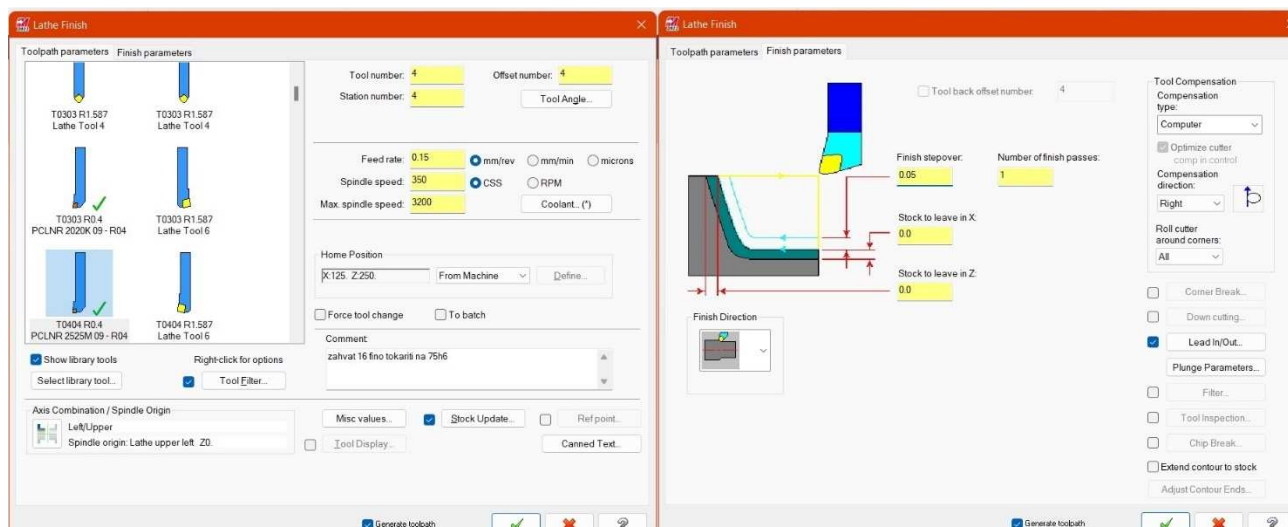 Lathe Finish
Toolpath parameters Finish parameters
T0303 R1.587
Lathe Tool 4
T0303 R1.587
Lathe Tool 4
T0303 R0.4
PCLNR 2020K 09 - R04
T0303 R1.587
Lathe Tool 6
T0404 R0.4
PCLNR 2525M 09 - R04
T0404 R1.587
Lathe Tool 6
Show library tools
Right-click for options
Select library tool...
Tool Filter...
Axis Combination / Spindle Origin
Left/Upper
Spindle origin: Lathe upper left Z0.
Tool number: 4
Offset number: 4
Station number: 4
Tool Angle...
Feed rate: 0.15 mm/rev mm/min microns
Spindle speed: 350 CSS RPM
Max. spindle speed: 3200
Coolant.. (*)
Home Position
X:125. Z:250. From Machine Define...
Force tool change To batch
Comment:
zahvat 16 fino tokariti na 75h6
Misc values... Stock Update... Ref point...
Tool Display... Canned Text...
Generate toolpath
Lathe Finish
Toolpath parameters Finish parameters
Tool back offset number: 4
Finish stepover:
0.05
Number of finish passes:
1
Stock to leave in X:
0.0
Stock to leave in Z:
0.0
Finish Direction
Tool Compensation
Compensation
type:
Computer
Optimize cutter
comp in control
Compensation
direction:
Right
Roll cutter
around corners:
All
Corner Break...
Down cutting...
Lead In/Out...
Plunge Parameters...
Filter...
Tool Inspection...
Chip Break...
Extend contour to stock
Adjust Contour Ends...
Generate toolpath